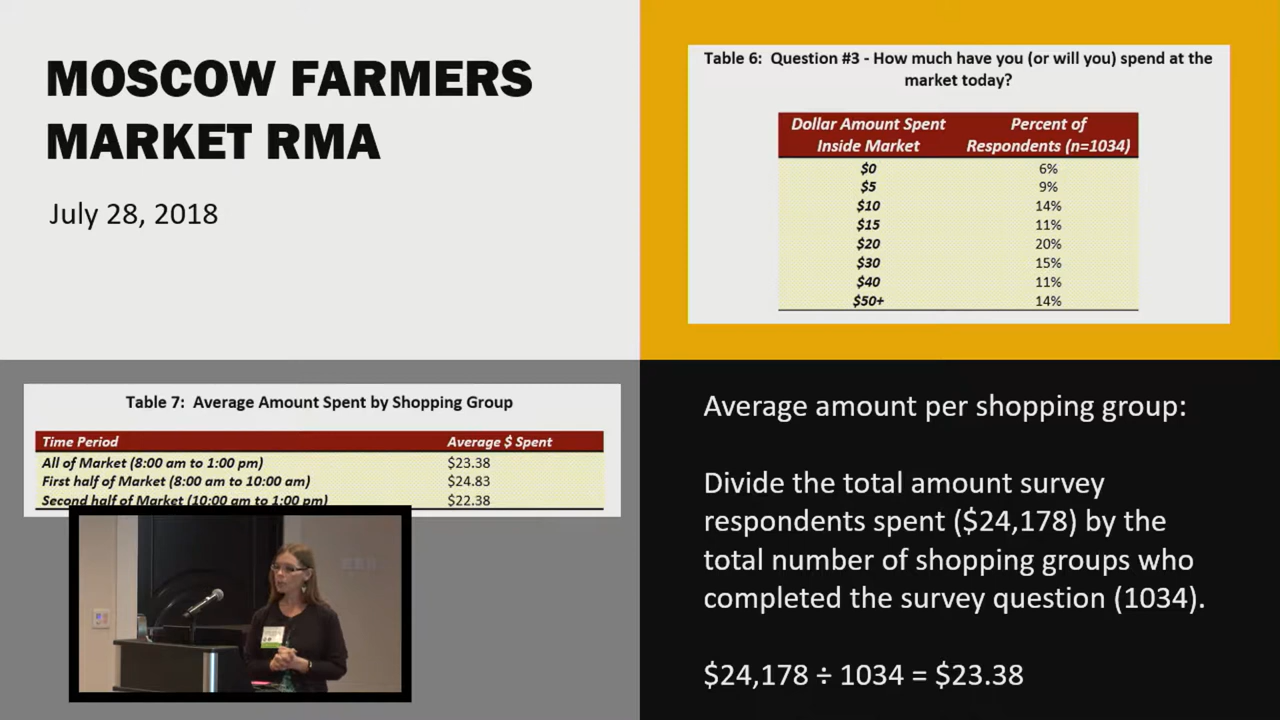 MOSCOW FARMERS
MARKET RMA
July 28, 2018
Table 6: Question #3 - How much have you (or will you) spend at the
market today?
Dollar Amount Spent Inside Market Percent of Respondents (n=1034)
$0 6%
$5 9%
$10 14%
$15 11%
$20 20%
$30 15%
$40 11%
$50+ 14%
Table 7: Average Amount Spent by Shopping Group
Time Period Average $ Spent
All of Market (8:00 am to 1:00 pm) $23.38
First half of Market (8:00 am to 10:00 am) $24.83
Second half of Market (10:00 am to 1:00 pm) $22.38
Average amount per shopping group:
Divide the total amount survey
respondents spent ($24,178) by the
total number of shopping groups who
completed the survey question (1034).
$24,178 ÷ 1034 = $23.38